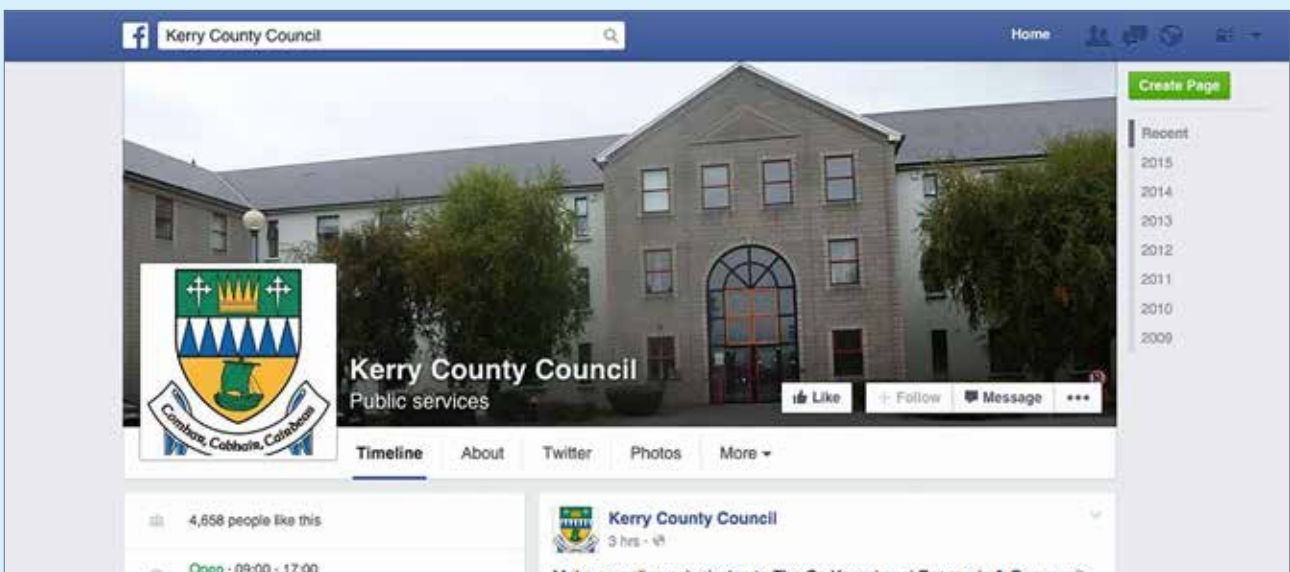 Kerry County Council
Home
Create Page
Recent
2015
2014
2013
2012
2011
2010
2009
Kerry County Council
Public services
Like
+ Follow
Message
Comhar, Cabhair, Cairdeas
Timeline
About
Twitter
Photos
More
4,658 people like this
Open · 09:00 - 17:00
Kerry County Council
3 hrs